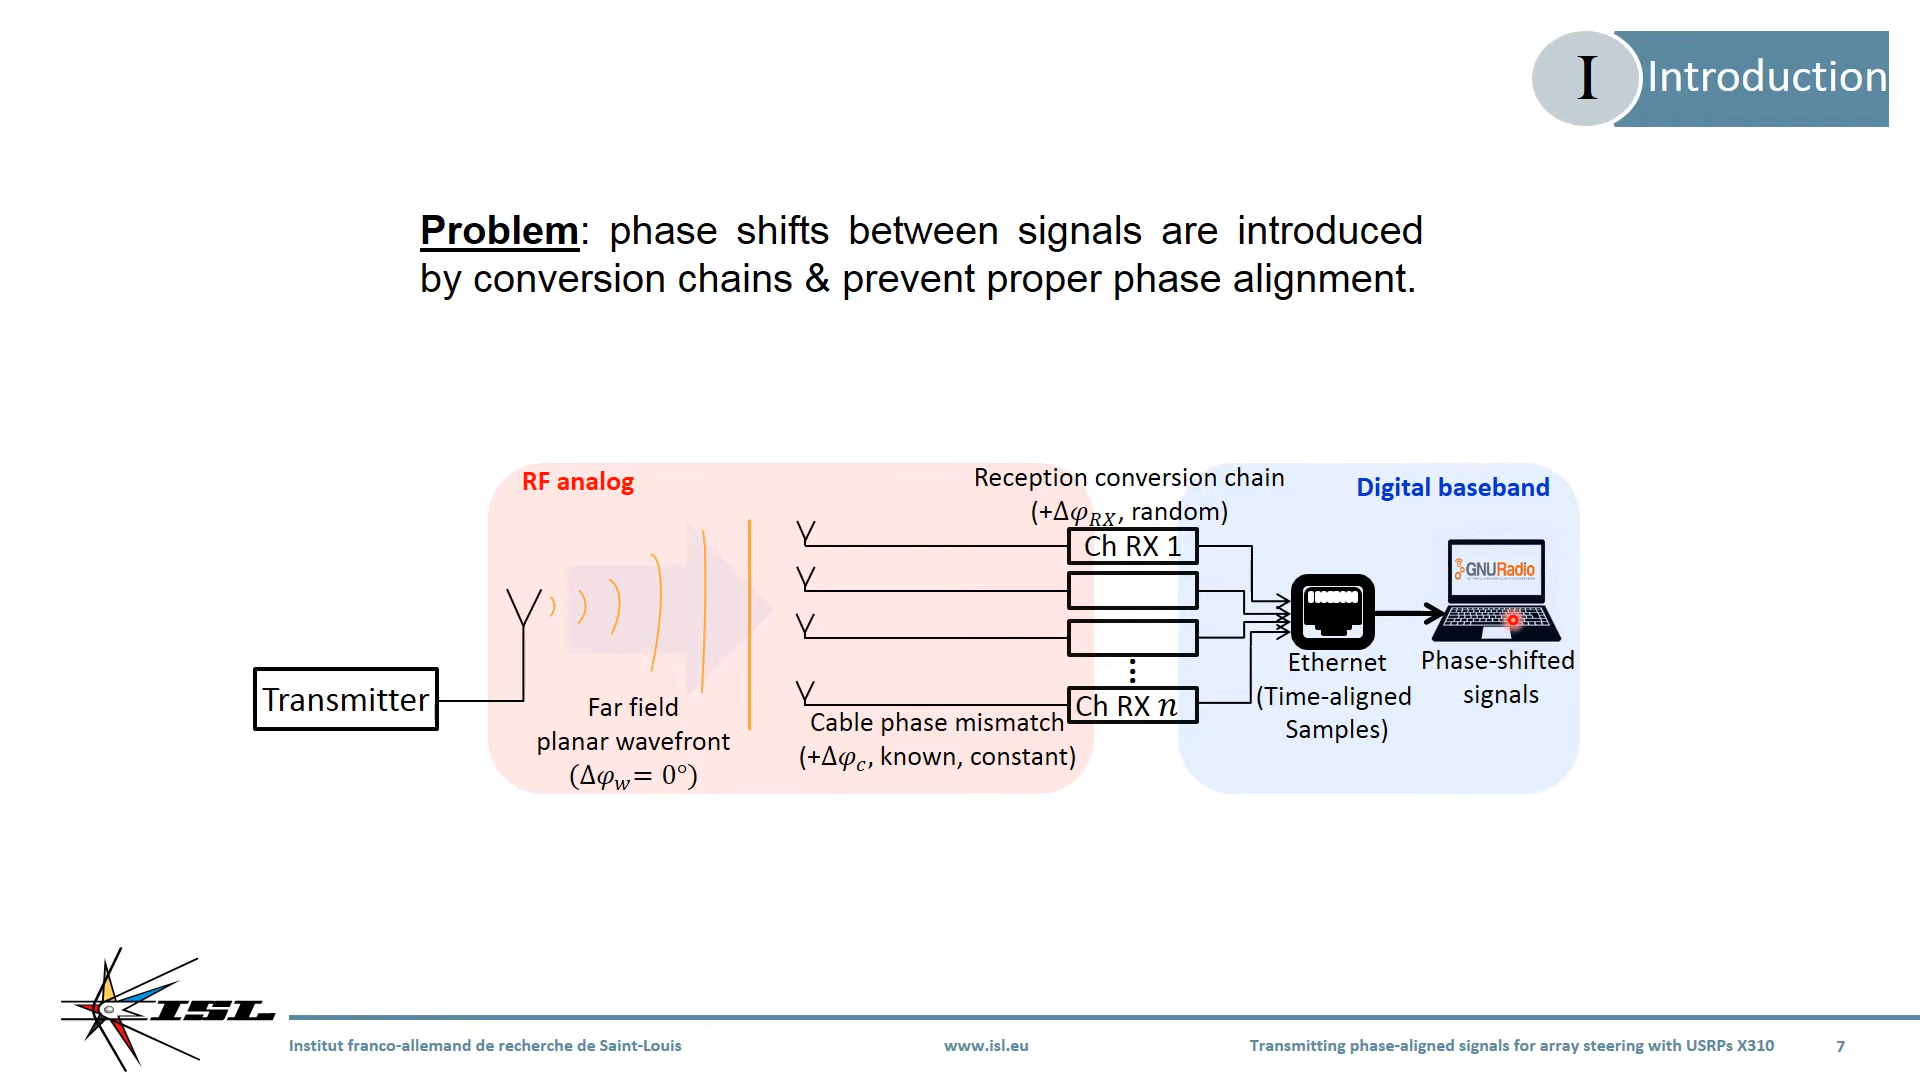 I Introduction
Problem: phase shifts between signals are introduced
by conversion chains & prevent proper phase alignment.
RF analog
Reception conversion chain
(+Δφ_RX, random)
Digital baseband
Ch RX 1
GNURadio
Transmitter
Far field
planar wavefront
(Δφ_w = 0°)
Ch RX n
Cable phase mismatch
(+Δφ_c, known, constant)
Ethernet
(Time-aligned
Samples)
Phase-shifted
signals
ISL
Institut franco-allemand de recherche de Saint-Louis
www.isl.eu
Transmitting phase-aligned signals for array steering with USRPs X310
7